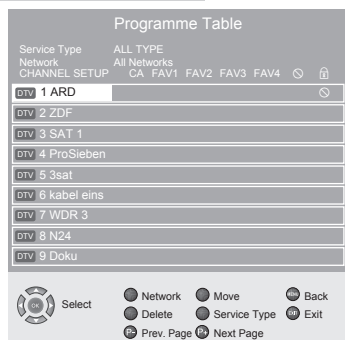 Programme Table
Service Type ALL TYPE
Network All Networks
CHANNEL SETUP CA FAV1 FAV2 FAV3 FAV4
DTV 1 ARD
DTV 2 ZDF
DTV 3 SAT 1
DTV 4 ProSieben
DTV 5 3sat
DTV 6 kabel eins
DTV 7 WDR 3
DTV 8 N24
DTV 9 Doku
OK Select
Network Move MENU Back
Delete Service Type EXIT Exit
P- Prev. Page P+ Next Page